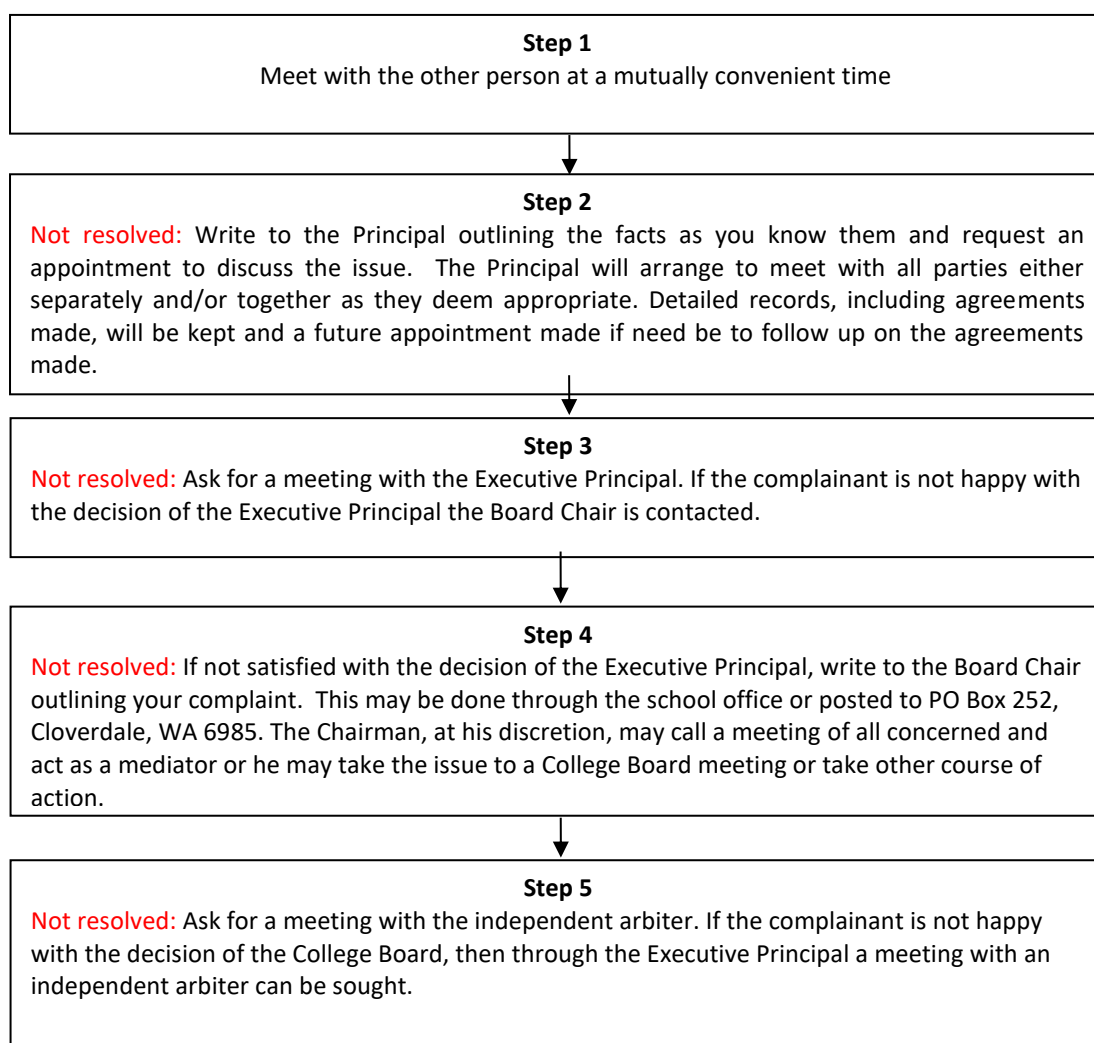 Step 1
Meet with the other person at a mutually convenient time
Step 2
Not resolved: Write to the Principal outlining the facts as you know them and request an
appointment to discuss the issue.  The Principal will arrange to meet with all parties either
separately and/or together as they deem appropriate. Detailed records, including agreements
made, will be kept and a future appointment made if need be to follow up on the agreements
made.
Step 3
Not resolved: Ask for a meeting with the Executive Principal. If the complainant is not happy with
the decision of the Executive Principal the Board Chair is contacted.
Step 4
Not resolved: If not satisfied with the decision of the Executive Principal, write to the Board Chair
outlining your complaint.  This may be done through the school office or posted to PO Box 252,
Cloverdale, WA 6985. The Chairman, at his discretion, may call a meeting of all concerned and
act as a mediator or he may take the issue to a College Board meeting or take other course of
action.
Step 5
Not resolved: Ask for a meeting with the independent arbiter. If the complainant is not happy
with the decision of the College Board, then through the Executive Principal a meeting with an
independent arbiter can be sought.